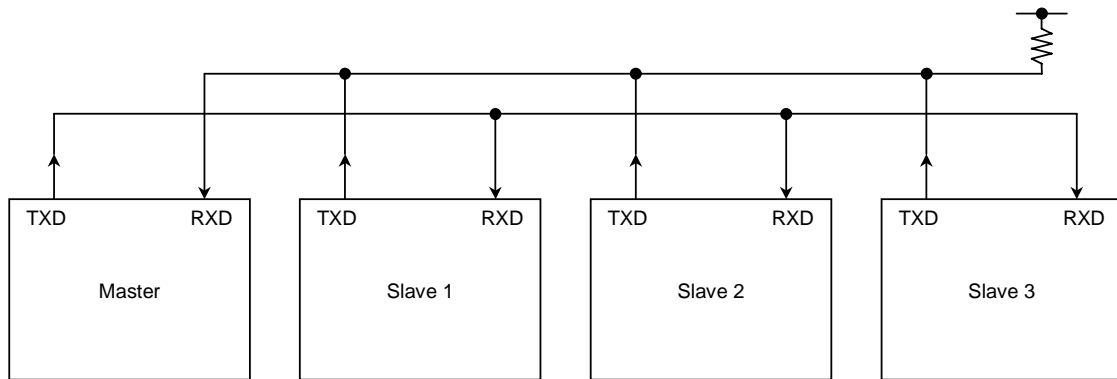 TXD RXD TXD RXD TXD RXD TXD RXD
Master Slave 1 Slave 2 Slave 3